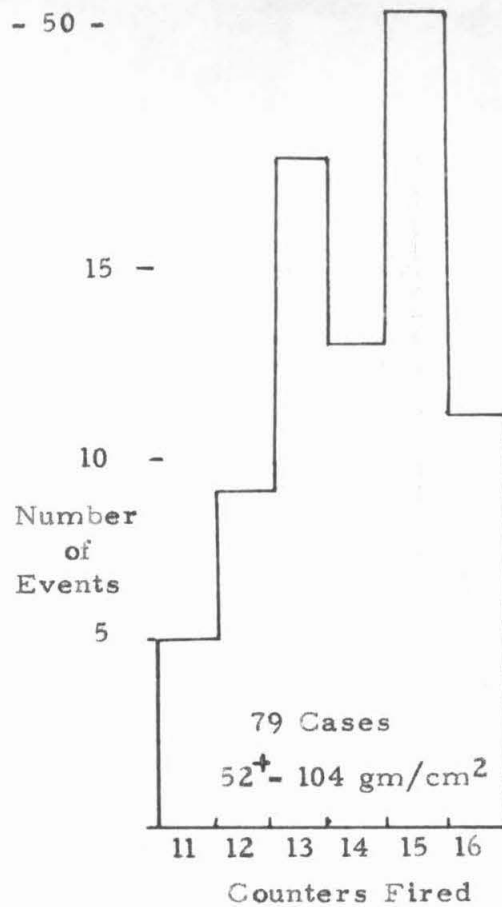 - 50 -
15
10
Number
of
Events
5
79 Cases
52+- 104 gm/cm2
11 12 13 14 15 16
Counters Fired